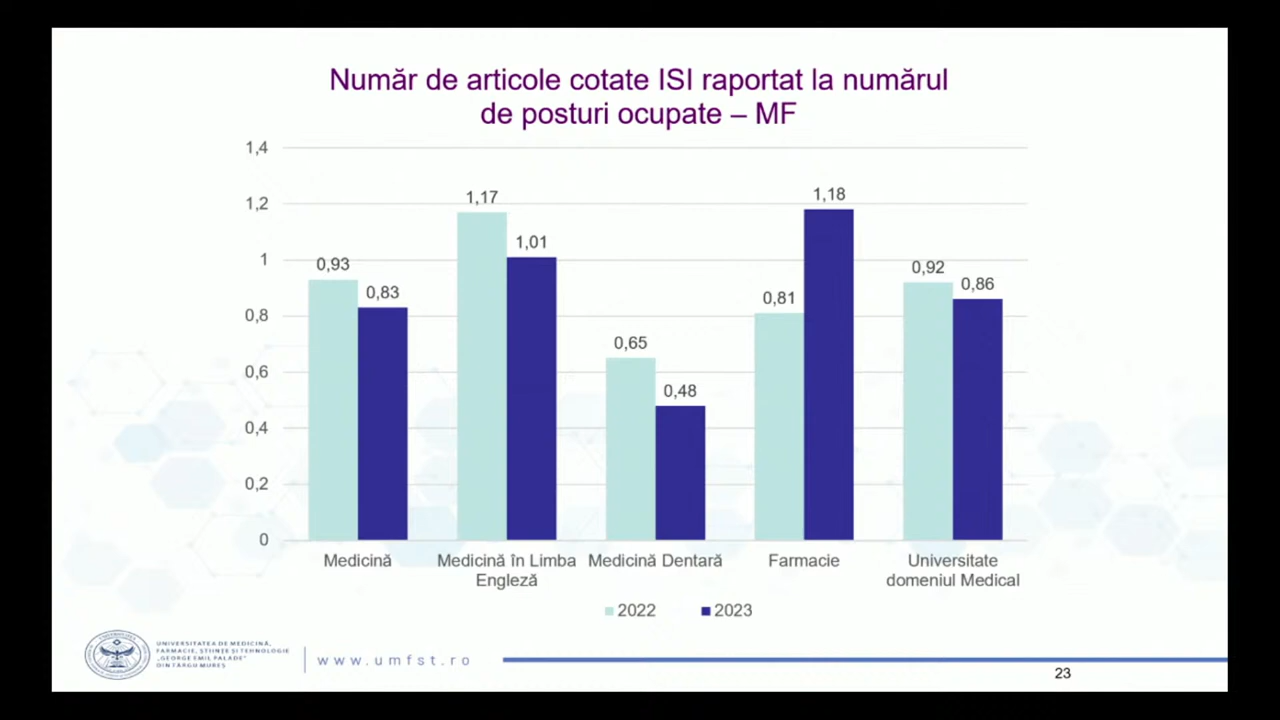 Număr de articole cotate ISI raportat la numărul
de posturi ocupate – MF
1,4
1,2
1
0,8
0,6
0,4
0,2
0
0,93
0,83
1,17
1,01
0,65
0,48
0,81
1,18
0,92
0,86
Medicină
Medicină în Limba
Engleză
Medicină Dentară
Farmacie
Universitate
domeniul Medical
2022
2023
UNIVERSITATEA DE MEDICINĂ,
FARMACIE, ȘTIINȚE ȘI TEHNOLOGIE
„GEORGE EMIL PALADE"
DIN TÂRGU MUREȘ
www.umfst.ro
23